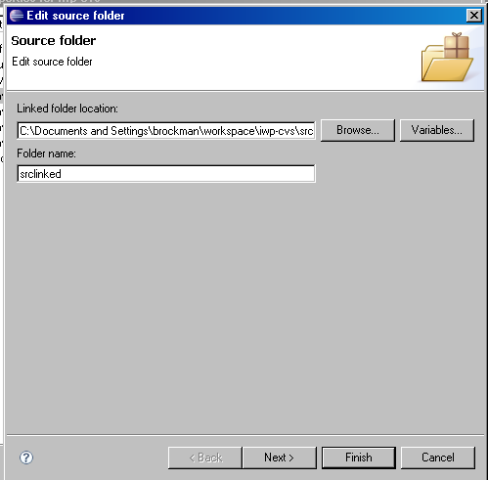 Edit source folder
Source folder
Edit source folder
Linked folder location:
C:\Documents and Settings\brockman\workspace\iwp-cvs\src
Browse...
Variables...
Folder name:
srclinked
?
< Back
Next >
Finish
Cancel